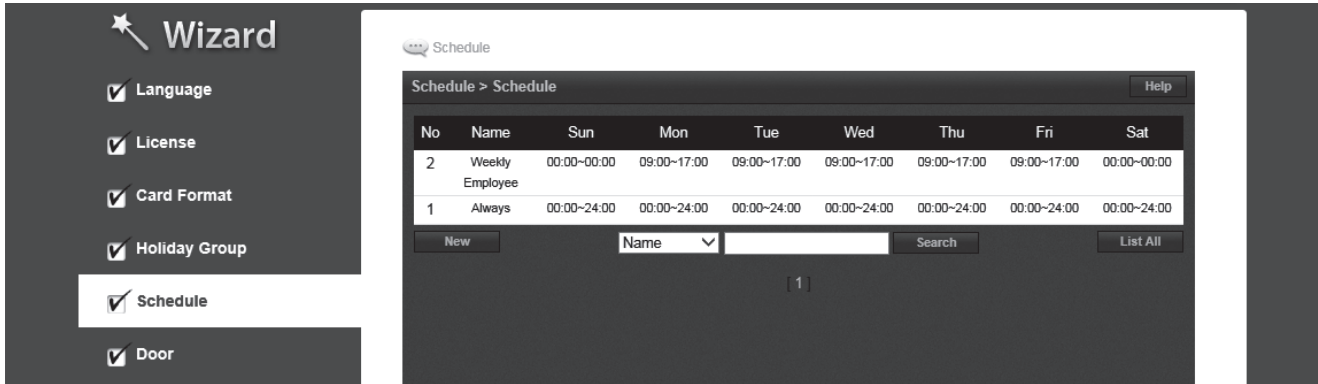 Wizard
Language
License
Card Format
Holiday Group
Schedule
Door
Schedule
Schedule > Schedule Help
No Name Sun Mon Tue Wed Thu Fri Sat
2 Weekly Employee 00:00~00:00 09:00~17:00 09:00~17:00 09:00~17:00 09:00~17:00 09:00~17:00 00:00~00:00
1 Always 00:00~24:00 00:00~24:00 00:00~24:00 00:00~24:00 00:00~24:00 00:00~24:00 00:00~24:00
New Name Search List All
[ 1 ]